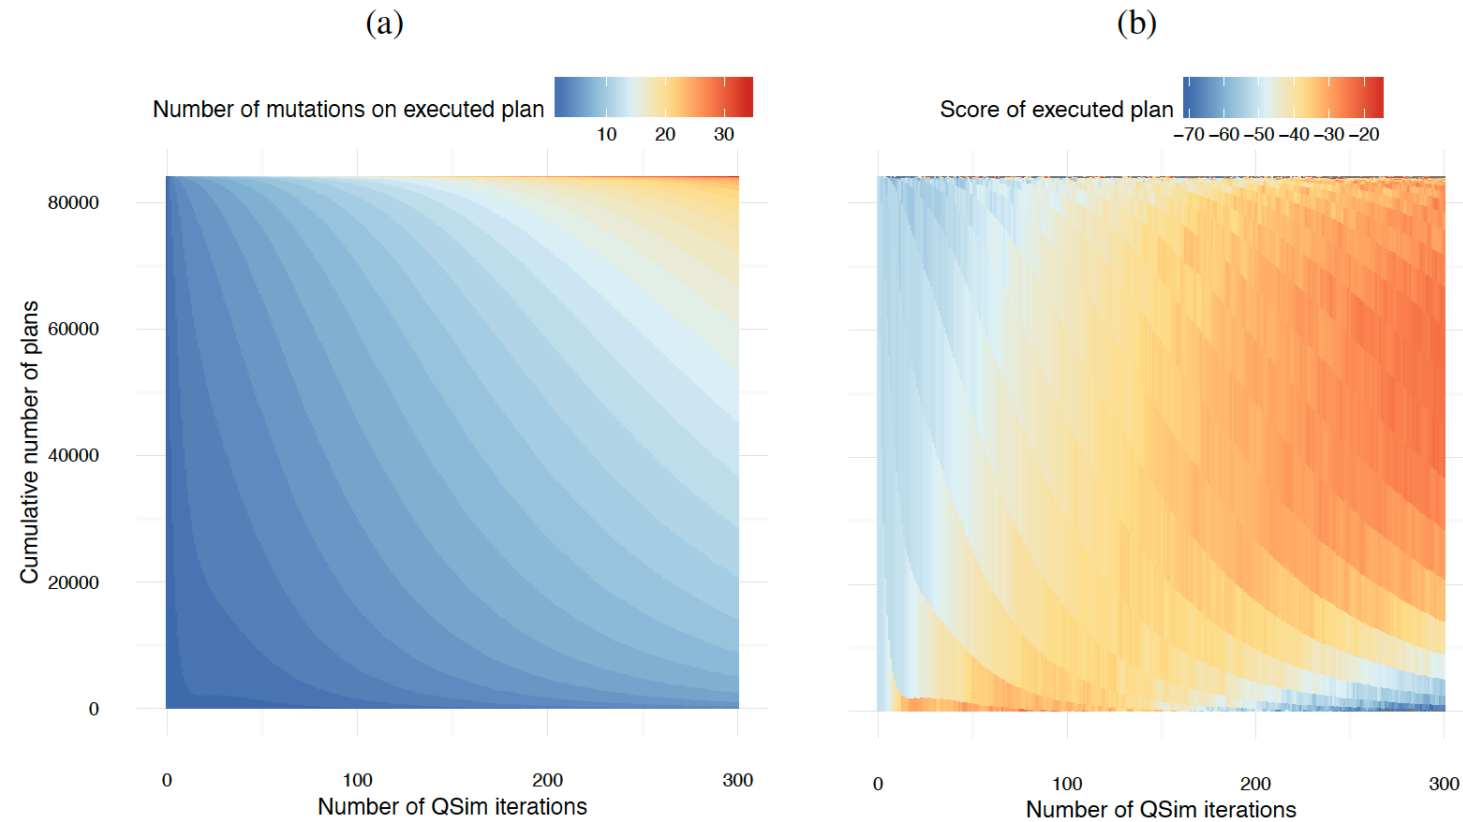 (a)
Number of mutations on executed plan
10 20 30
Cumulative number of plans
80000
60000
40000
20000
0
0 100 200 300
Number of QSim iterations
(b)
Score of executed plan
−70 −60 −50 −40 −30 −20
0 100 200 300
Number of QSim iterations